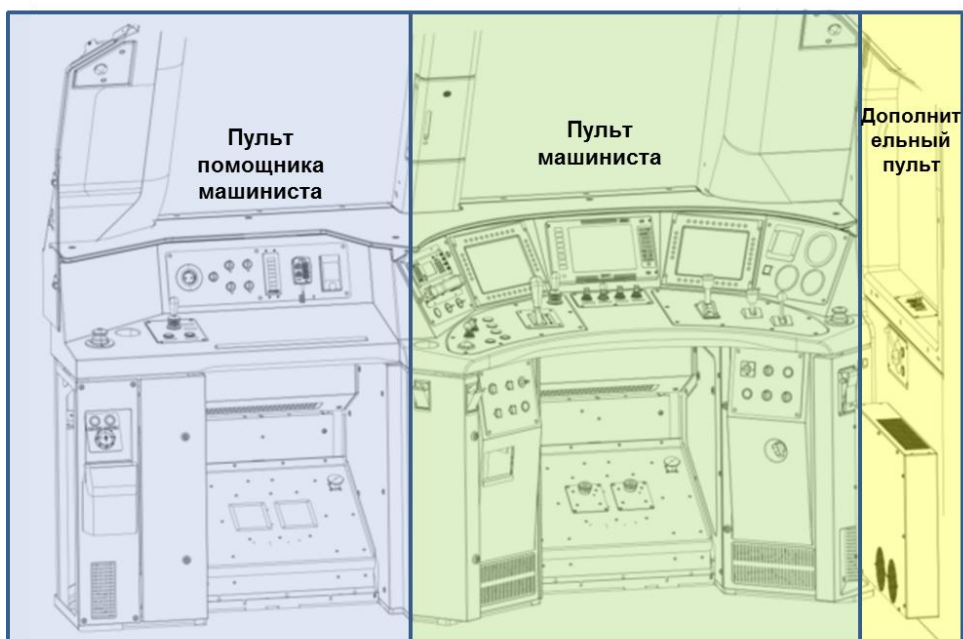 Пульт
помощника
машиниста
Пульт
машиниста
Дополнит
ельный
пульт